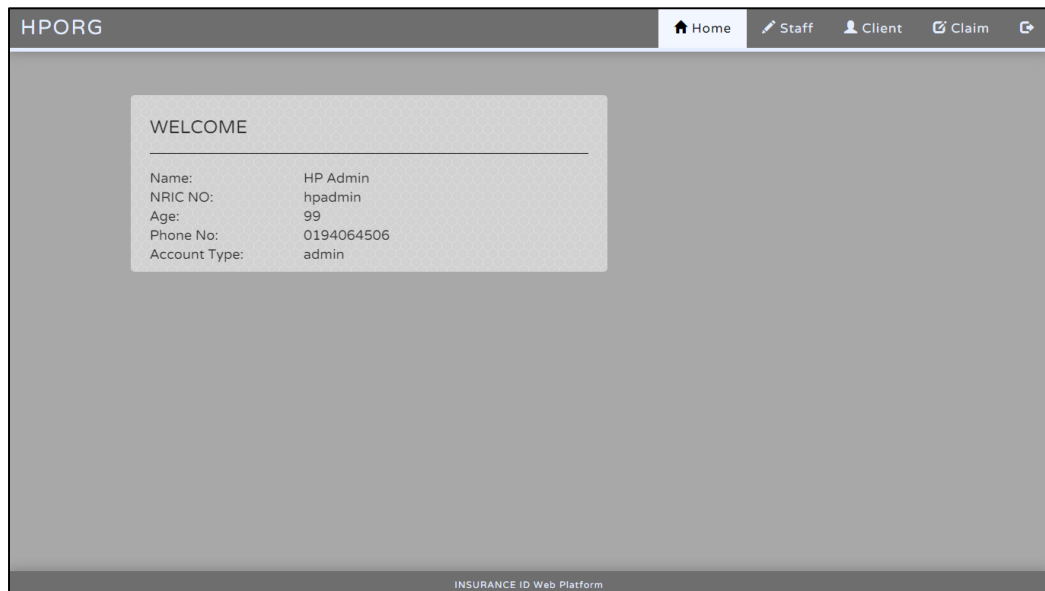 HPORG
Home Staff Client Claim
WELCOME
Name: HP Admin
NRIC NO: hpadmin
Age: 99
Phone No: 0194064506
Account Type: admin
INSURANCE ID Web Platform